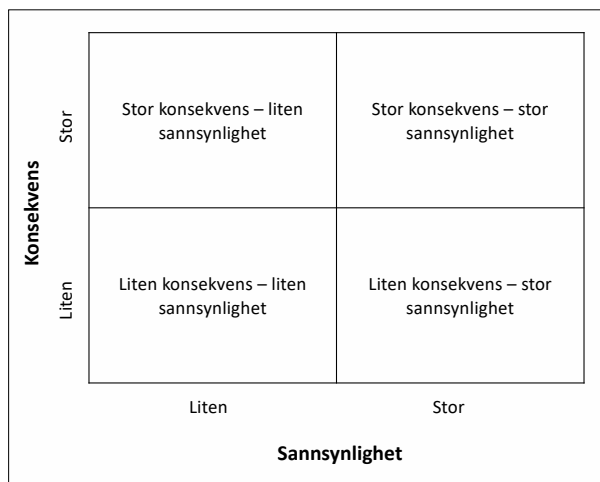 Konsekvens
Stor
Stor konsekvens – liten
sannsynlighet
Stor konsekvens – stor
sannsynlighet
Liten
Liten konsekvens – liten
sannsynlighet
Liten konsekvens – stor
sannsynlighet
Liten
Stor
Sannsynlighet